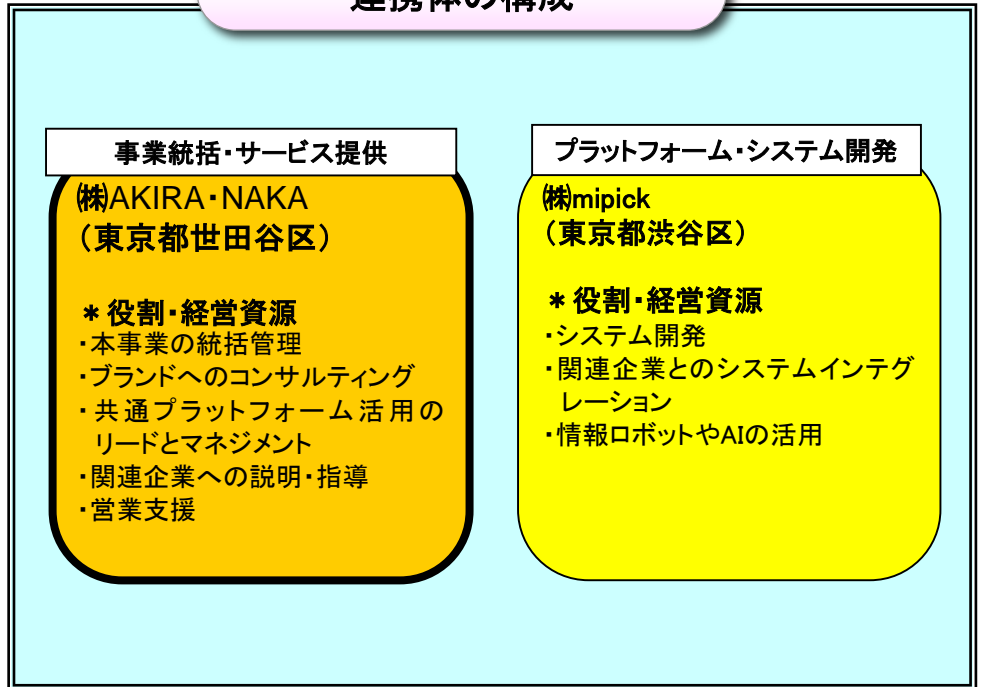 連携体の構成
事業統括・サービス提供
㈱AKIRA・NAKA
（東京都世田谷区）
＊役割・経営資源
・本事業の統括管理
・ブランドへのコンサルティング
・共通プラットフォーム活用の
リードとマネジメント
・関連企業への説明・指導
・営業支援
プラットフォーム・システム開発
㈱mipick
（東京都渋谷区）
＊役割・経営資源
・システム開発
・関連企業とのシステムインテグ
レーション
・情報ロボットやAIの活用